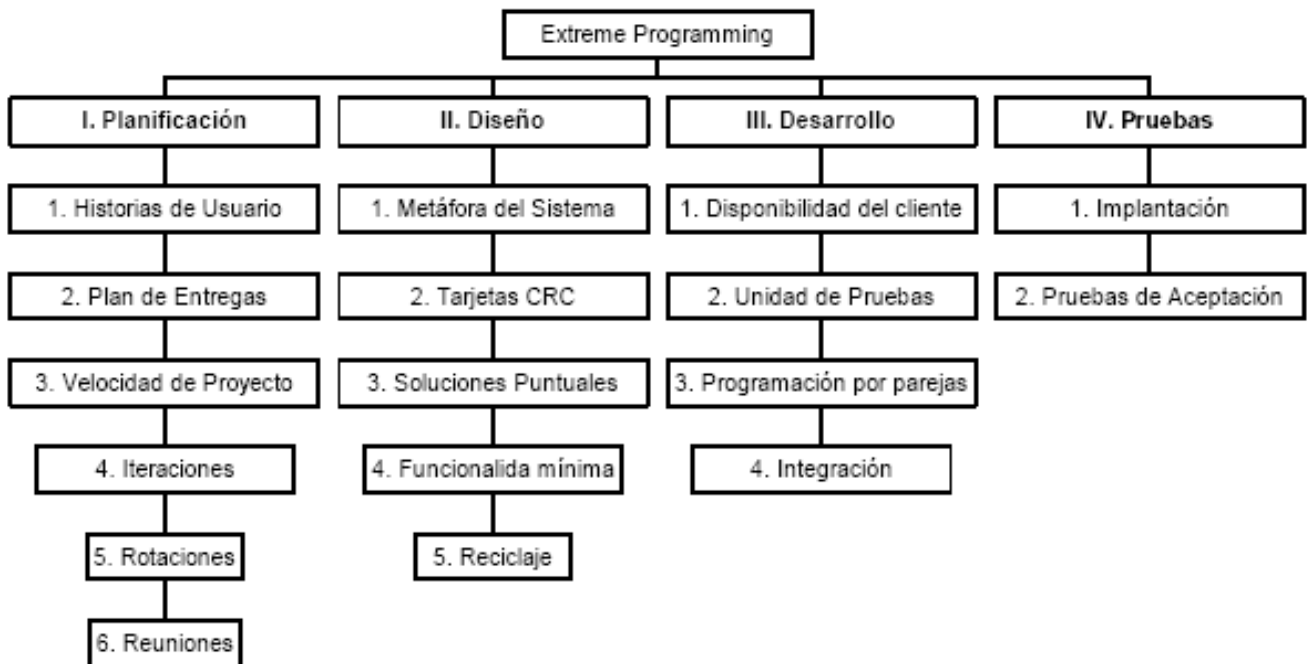 Extreme Programming
I. Planificación
II. Diseño
III. Desarrollo
IV. Pruebas
1. Historias de Usuario
1. Metáfora del Sistema
1. Disponibilidad del cliente
1. Implantación
2. Plan de Entregas
2. Tarjetas CRC
2. Unidad de Pruebas
2. Pruebas de Aceptación
3. Velocidad de Proyecto
3. Soluciones Puntuales
3. Programación por parejas
4. Iteraciones
4. Funcionalida mínima
4. Integración
5. Rotaciones
5. Reciclaje
6. Reuniones